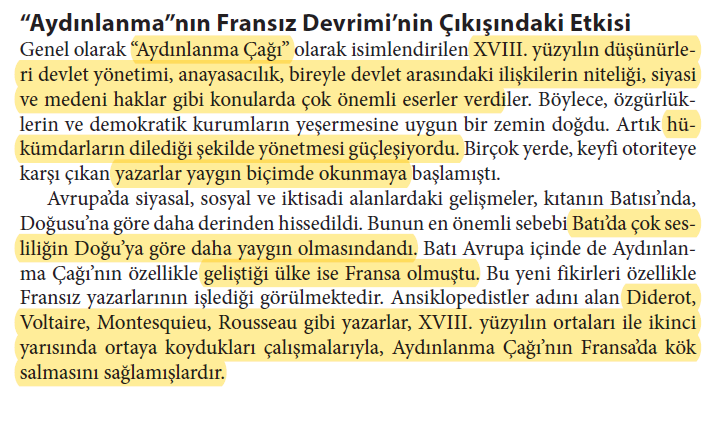 “Aydınlanma”nın Fransız Devrimi’nin Çıkışındaki Etkisi
Genel olarak “Aydınlanma Çağı” olarak isimlendirilen XVIII. yüzyılın düşünürle-
ri devlet yönetimi, anayasacılık, bireyle devlet arasındaki ilişkilerin niteliği, siyasi
ve medeni haklar gibi konularda çok önemli eserler verdiler. Böylece, özgürlük-
lerin ve demokratik kurumların yeşermesine uygun bir zemin doğdu. Artık hü-
kümdarların dilediği şekilde yönetmesi güçleşiyordu. Birçok yerde, keyfi otoriteye
karşı çıkan yazarlar yaygın biçimde okunmaya başlamıştı.
Avrupa’da siyasal, sosyal ve iktisadi alanlardaki gelişmeler, kıtanın Batısı’nda,
Doğusu’na göre daha derinden hissedildi. Bunun en önemli sebebi Batı’da çok ses-
liliğin Doğu’ya göre daha yaygın olmasındandı. Batı Avrupa içinde de Aydınlan-
ma Çağı’nın özellikle geliştiği ülke ise Fransa olmuştu. Bu yeni fikirleri özellikle
Fransız yazarlarının işlediği görülmektedir. Ansiklopedistler adını alan Diderot,
Voltaire, Montesquieu, Rousseau gibi yazarlar, XVIII. yüzyılın ortaları ile ikinci
yarısında ortaya koydukları çalışmalarıyla, Aydınlanma Çağı’nın Fransa’da kök
salmasını sağlamışlardır.